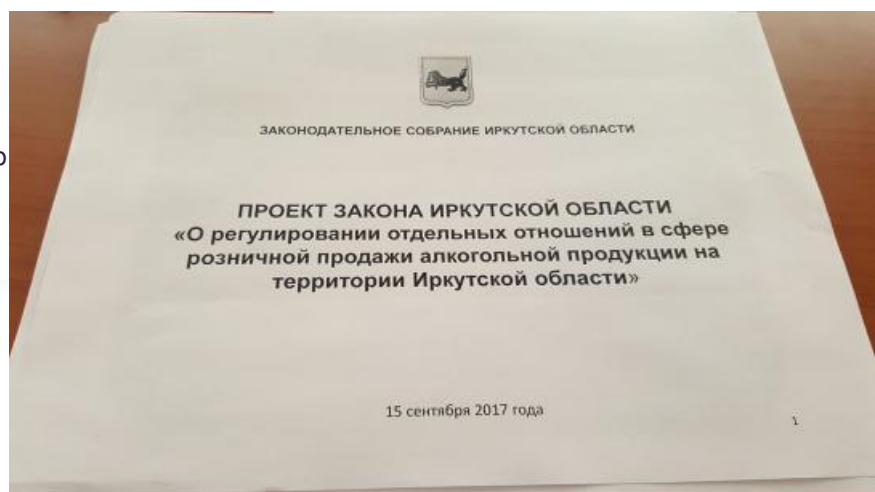 ЗАКОНОДАТЕЛЬНОЕ СОБРАНИЕ ИРКУТСКОЙ ОБЛАСТИ
ПРОЕКТ ЗАКОНА ИРКУТСКОЙ ОБЛАСТИ
«О регулировании отдельных отношений в сфере
розничной продажи алкогольной продукции на
территории Иркутской области»
15 сентября 2017 года
1